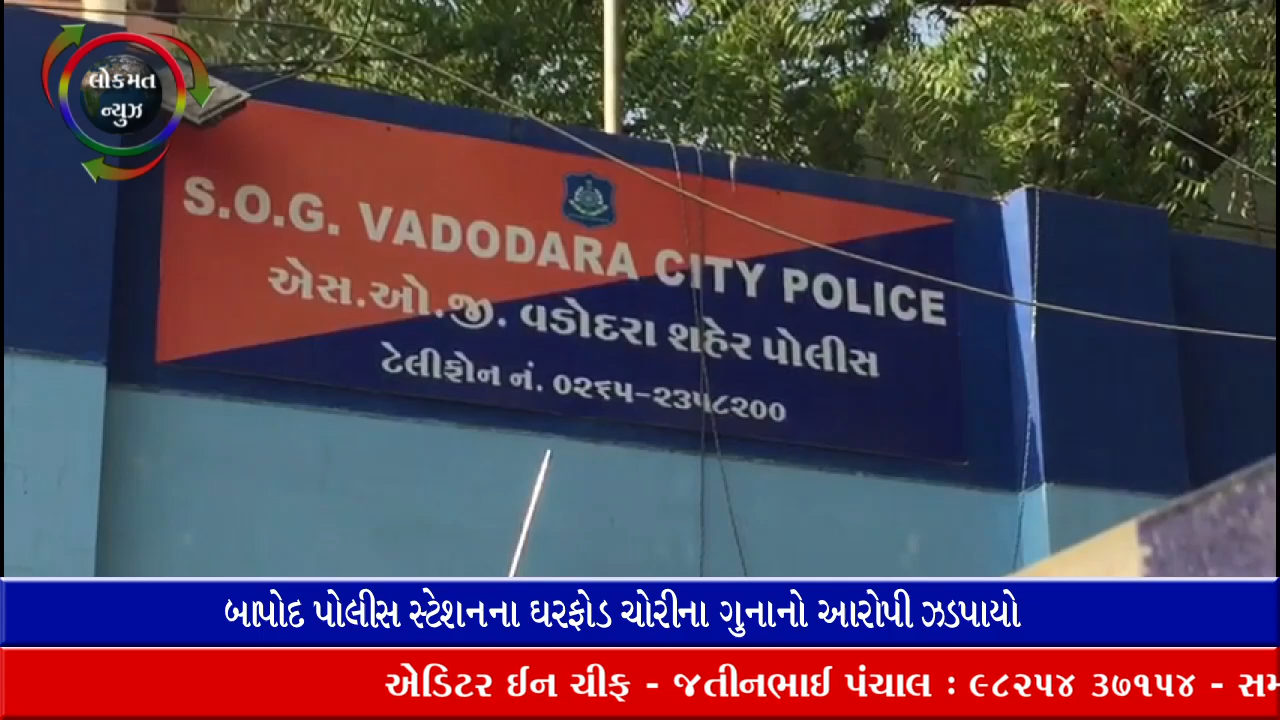 લોકમત
ન્યુઝ
S.O.G. VADODARA CITY POLICE
એસ.ઓ.જી. વડોદરા શહેર પોલીસ
ટેલીફોન નં. ૦૨૬૫-૨૩૫૮૨૦૦
બાપોદ પોલીસ સ્ટેશનના ઘરફોડ ચોરીના ગુનાનો આરોપી ઝડપાયો
એડિટર ઈન ચીફ - જતીનભાઈ પંચાલ : ૯૮૨૫૪ ૩૭૧૫૪ -